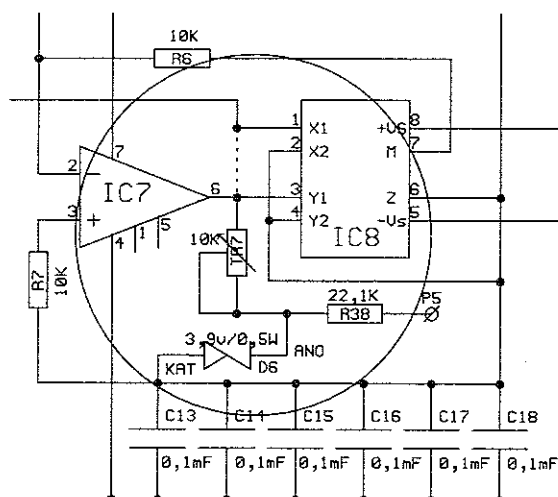 10K
R6
7
1
X1
+VS
8
2
X2
M
7
2
IC7
6
3
Y1
Z
6
3
4
Y2
-Vs
5
IC8
5
1
4
10K
TR7
R7
10K
22,1K
R38
P5
3,9v/0,5W
KAT
D6
ANO
C13
C14
C15
C16
C17
C18
0,1mF
0,1mF
0,1mF
0,1mF
0,1mF
0,1mF